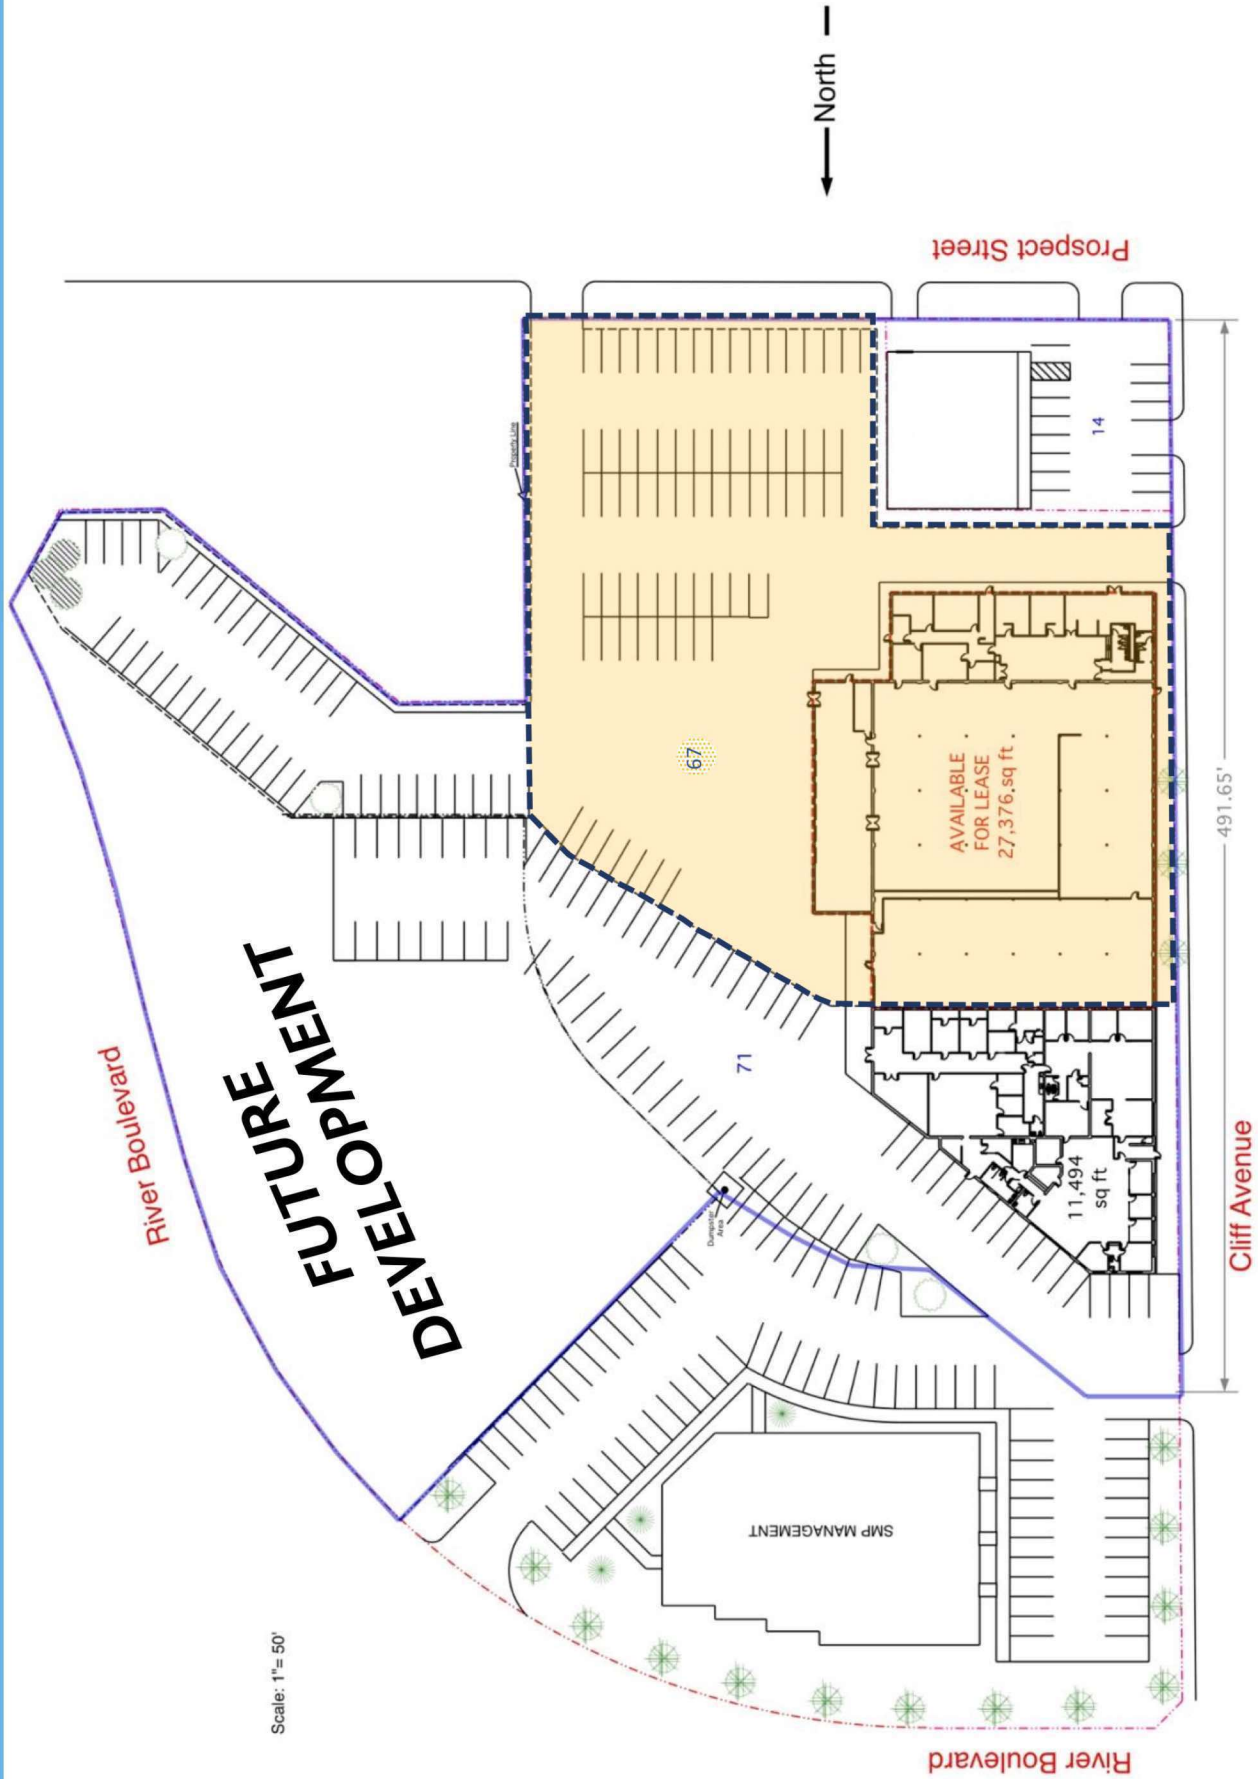 North
Prospect Street
Property Line
14
67
AVAILABLE
FOR LEASE
27,376 sq ft
491.65'
FUTURE
DEVELOPMENT
River Boulevard
71
Dumpster
Area
11,494
sq ft
Cliff Avenue
SMP MANAGEMENT
Scale: 1"= 50'
River Boulevard